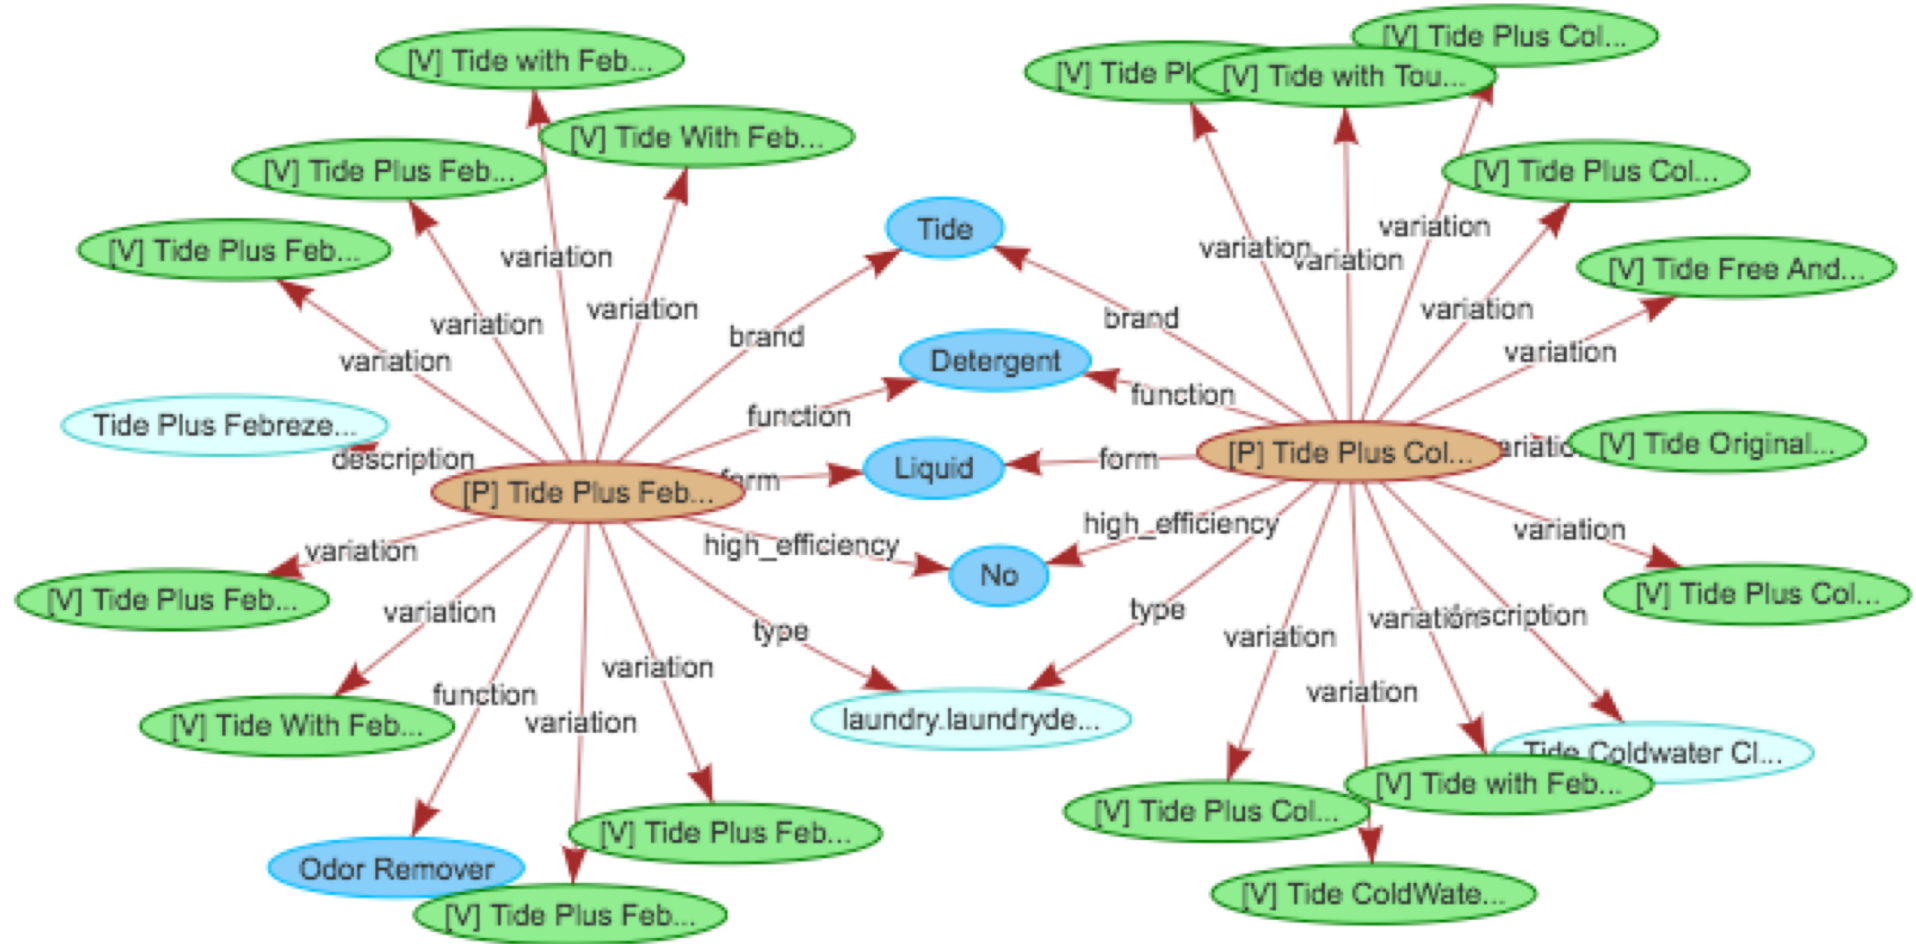 [V] Tide Plus Col...
[V] Tide with Feb...
[V] Tide Pl
[V] Tide with Tou...
[V] Tide With Feb...
[V] Tide Plus Feb...
[V] Tide Plus Col...
Tide
variation
[V] Tide Plus Feb...
variation
variation
variation
[V] Tide Free And...
variation
variation
variation
brand
brand
variation
variation
Detergent
function
function
Tide Plus Febreze...
description
[P] Tide Plus Col...
[V] Tide Original...
form
Liquid
form
[P] Tide Plus Feb...
high_efficiency
variation
high_efficiency
variation
No
[V] Tide Plus Feb...
[V] Tide Plus Col...
variation
type
type
variation
variation
description
variation
function
variation
variation
[V] Tide With Feb...
laundry.laundryde...
Tide Coldwater Cl...
[V] Tide with Feb...
[V] Tide Plus Col...
[V] Tide Plus Feb...
Odor Remover
[V] Tide ColdWate...
[V] Tide Plus Feb...